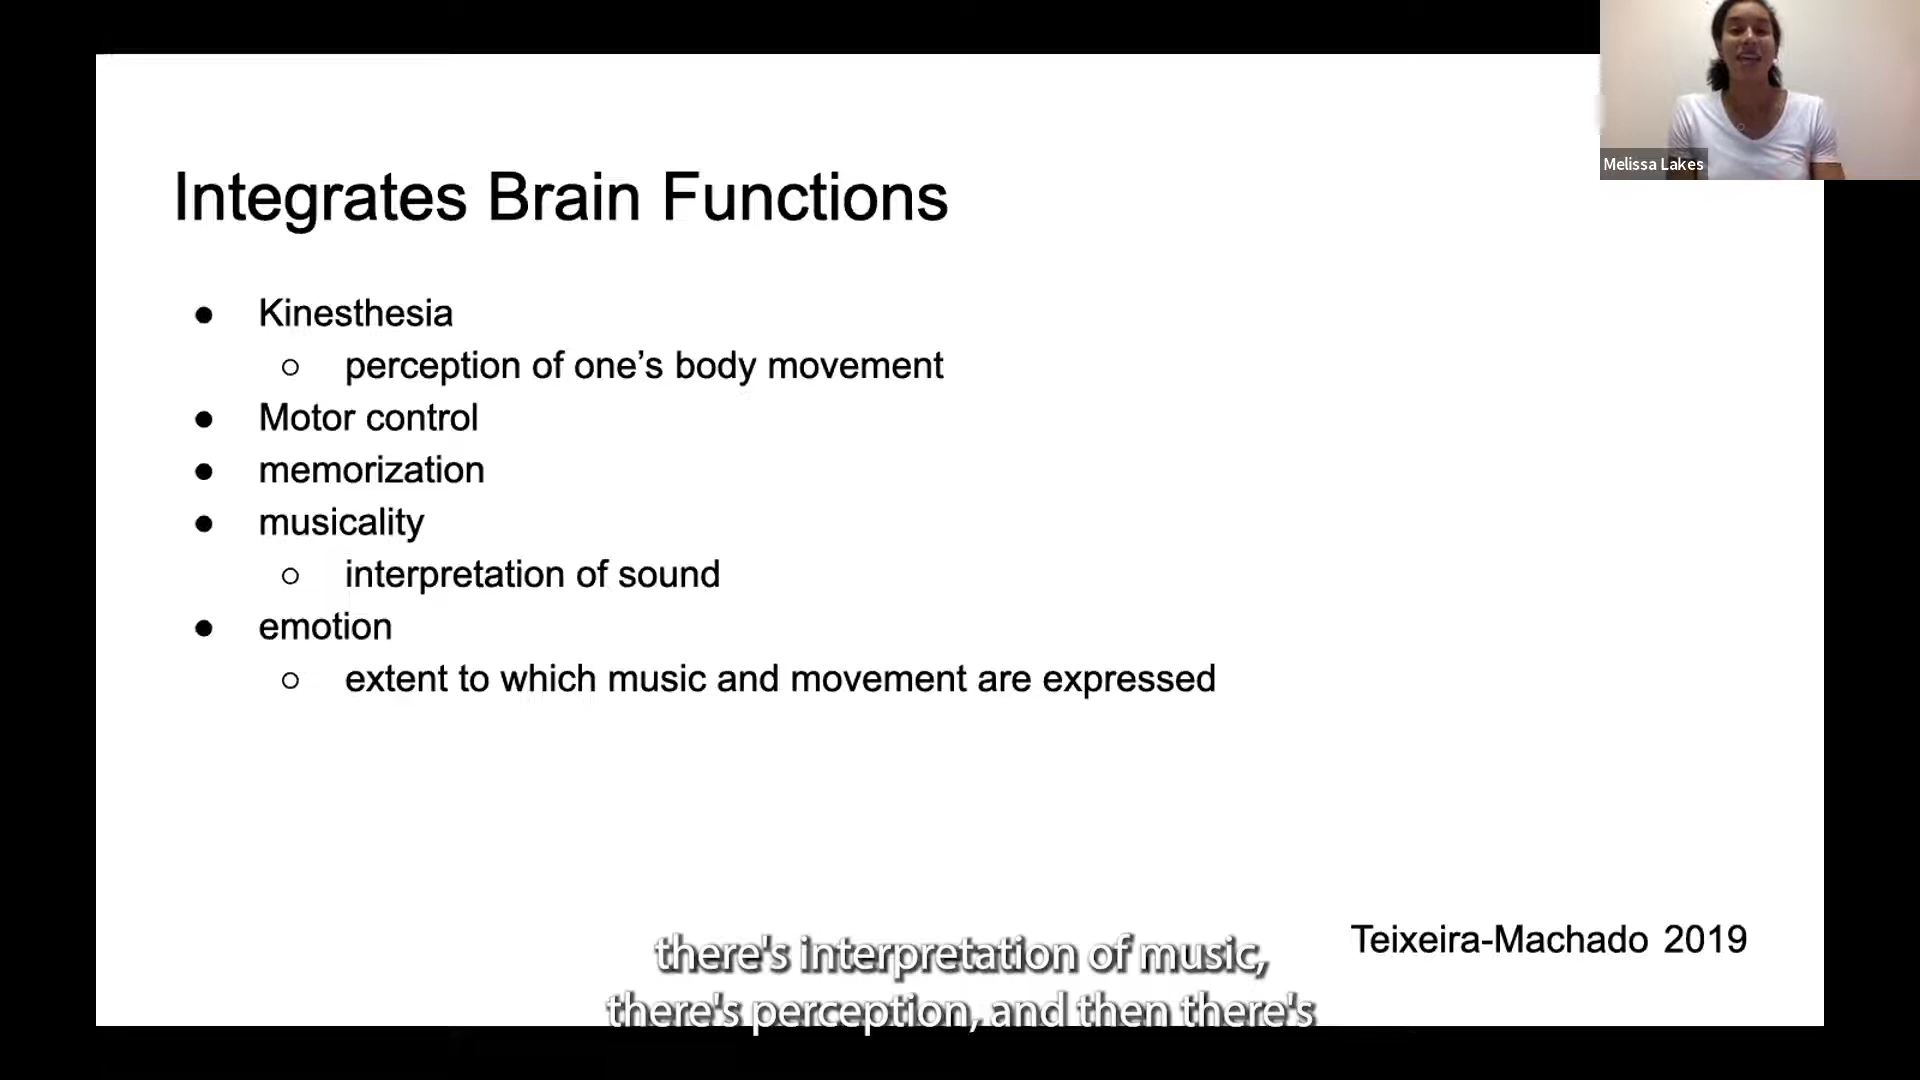 Melissa Lakes
Integrates Brain Functions
● Kinesthesia
○ perception of one’s body movement
● Motor control
● memorization
● musicality
○ interpretation of sound
● emotion
○ extent to which music and movement are expressed
Teixeira-Machado 2019
there's interpretation of music,
there's perception, and then there's